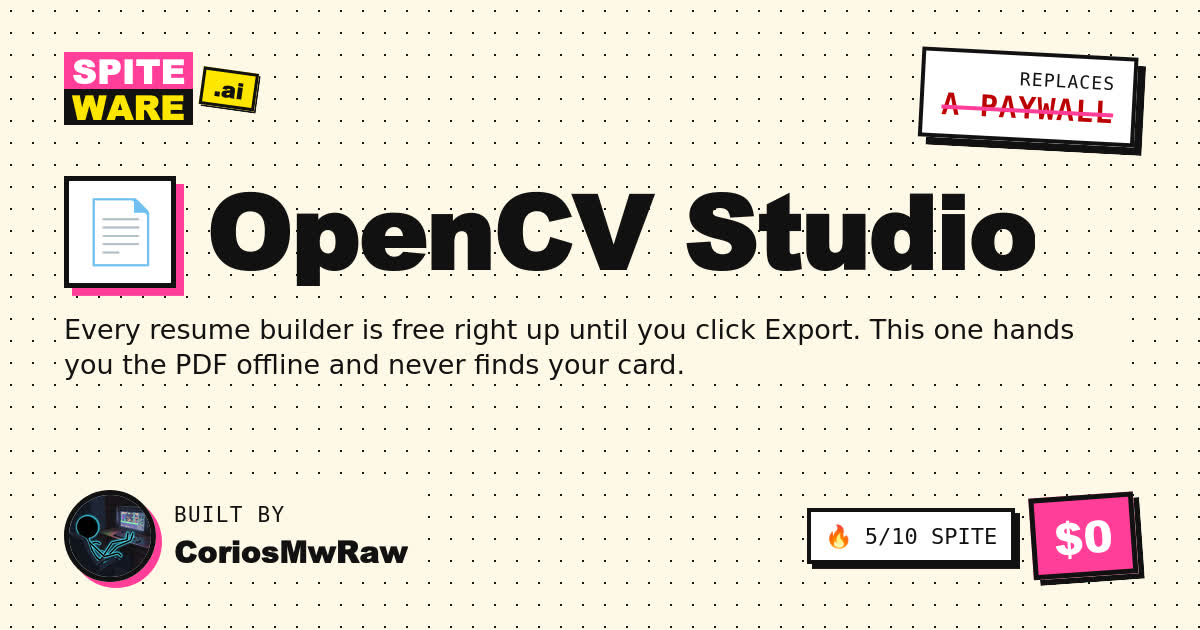 SPITE
WARE
.ai
REPLACES
A PAYWALL
OpenCV Studio
Every resume builder is free right up until you click Export. This one hands
you the PDF offline and never finds your card.
BUILT BY
CoriosMwRaw
5/10 SPITE
$0